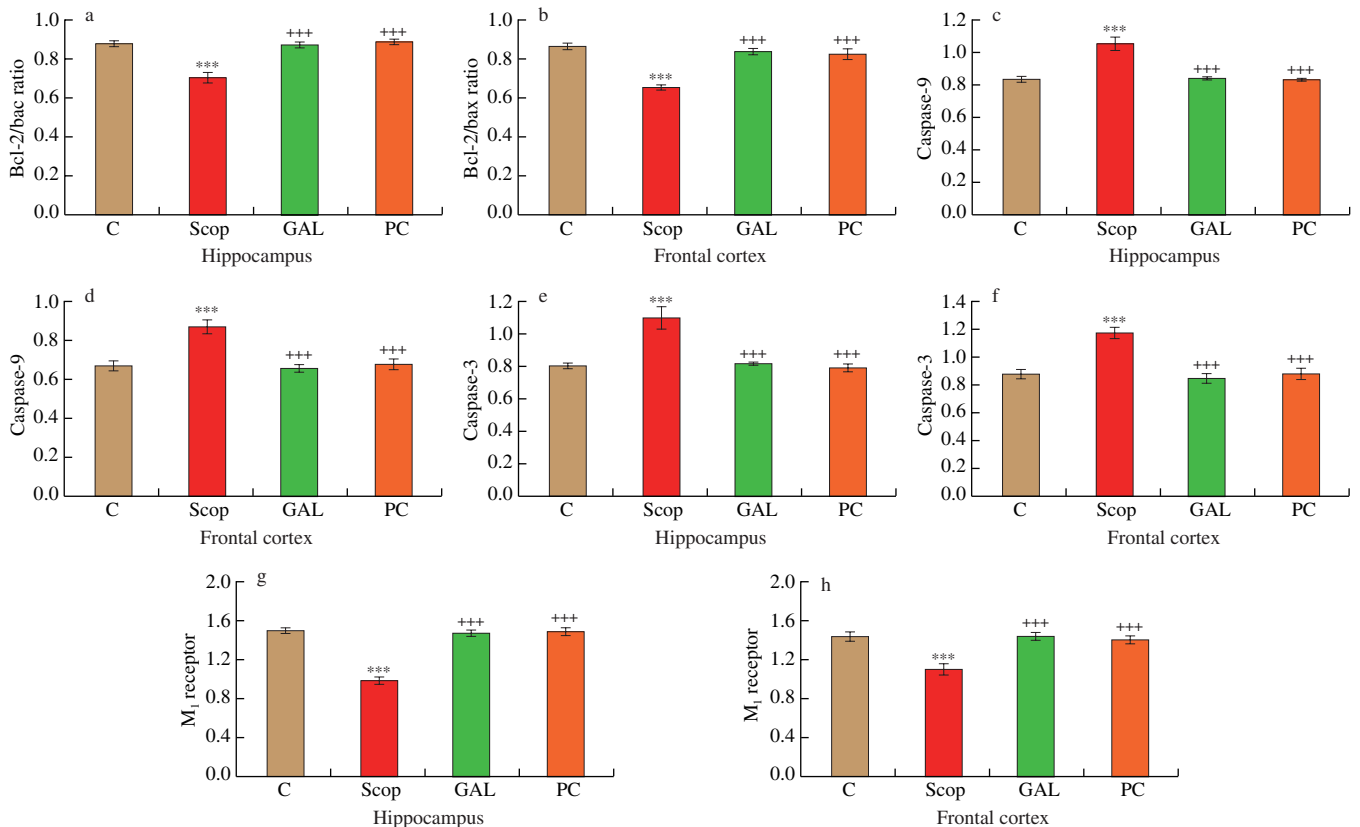 a
1.0
0.8
0.6
0.4
0.2
0.0
Bcl-2/bac ratio
***
+++
+++
C Scop GAL PC
Hippocampus
b
1.0
0.8
0.6
0.4
0.2
0.0
Bcl-2/bax ratio
***
+++
+++
C Scop GAL PC
Frontal cortex
c
1.2
1.0
0.8
0.6
0.4
0.2
0.0
Caspase-9
***
+++
+++
C Scop GAL PC
Hippocampus
d
1.0
0.8
0.6
0.4
0.2
0.0
Caspase-9
***
+++
+++
C Scop GAL PC
Frontal cortex
e
1.2
1.0
0.8
0.6
0.4
0.2
0.0
Caspase-3
***
+++
+++
C Scop GAL PC
Hippocampus
f
1.4
1.2
1.0
0.8
0.6
0.4
0.2
0.0
Caspase-3
***
+++
+++
C Scop GAL PC
Frontal cortex
g
2.0
1.6
1.2
0.8
0.4
0.0
M₁ receptor
***
+++
+++
C Scop GAL PC
Hippocampus
h
2.0
1.6
1.2
0.8
0.4
0.0
M₁ receptor
***
+++
+++
C Scop GAL PC
Frontal cortex